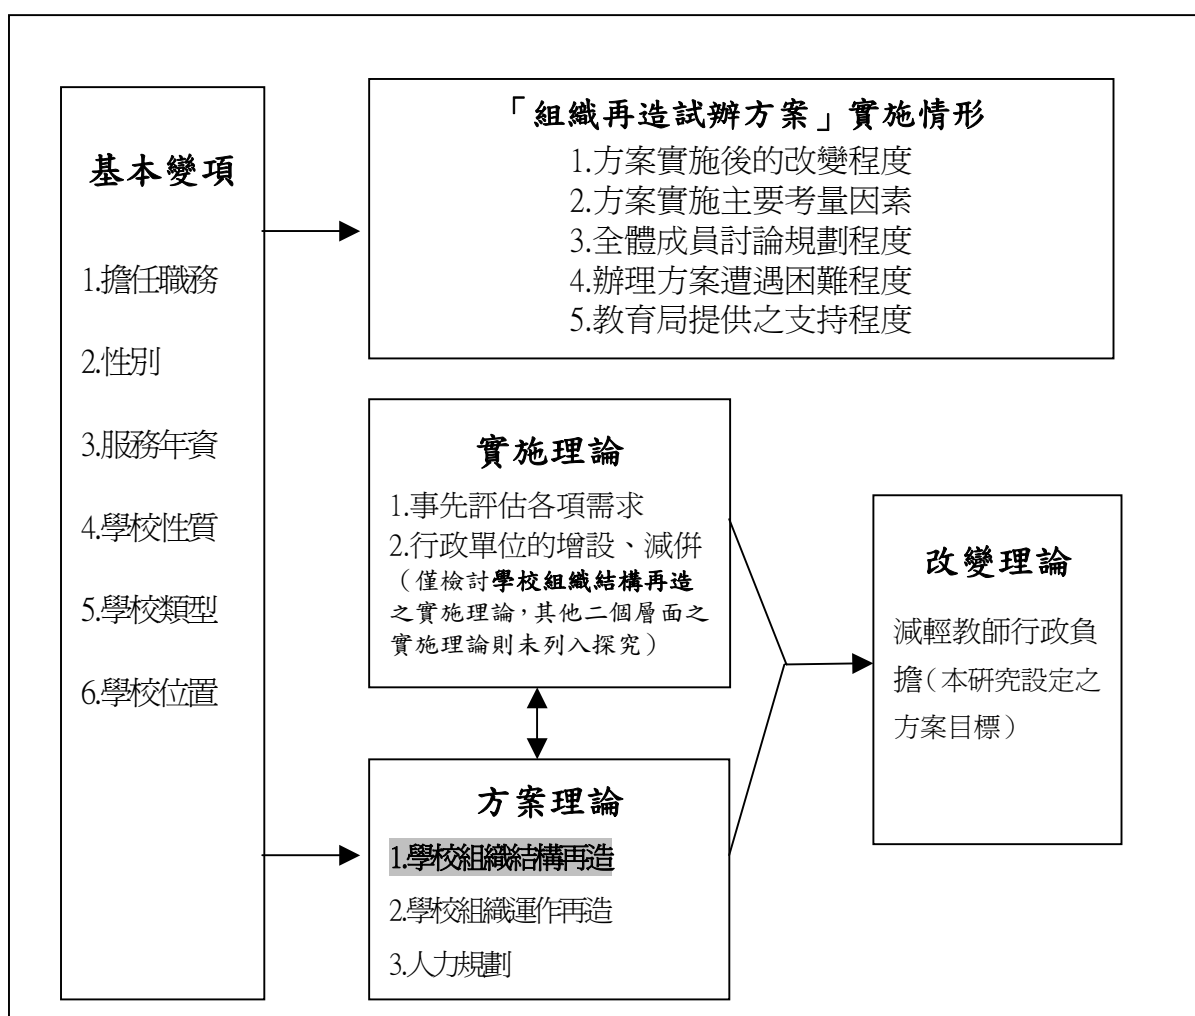 基本變項
1.擔任職務
2.性別
3.服務年資
4.學校性質
5.學校類型
6.學校位置
「組織再造試辦方案」實施情形
1.方案實施後的改變程度
2.方案實施主要考量因素
3.全體成員討論規劃程度
4.辦理方案遭遇困難程度
5.教育局提供之支持程度
實施理論
1.事先評估各項需求
2.行政單位的增設、減併
（僅檢討學校組織結構再造
之實施理論，其他二個層面之
實施理論則未列入探究）
方案理論
1.學校組織結構再造
2.學校組織運作再造
3.人力規劃
改變理論
減輕教師行政負
擔（本研究設定之
方案目標）